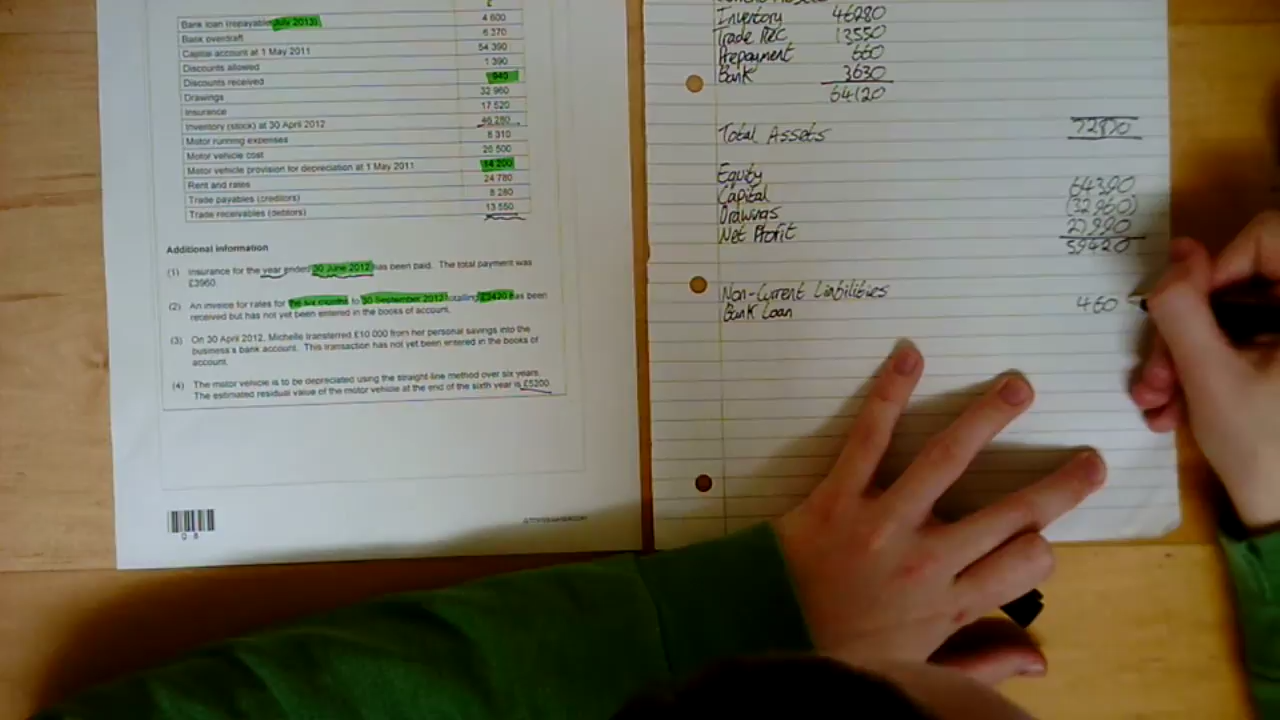 £
Bank loan (repayable July 2013) 4 600
Bank overdraft 6 370
Capital account at 1 May 2011 54 390
Discounts allowed 1 390
Discounts received 940
Drawings 32 960
Insurance 17 520
Inventory (stock) at 30 April 2012 46 280
Motor running expenses 6 310
Motor vehicle cost 26 500
Motor vehicle provision for depreciation at 1 May 2011 14 200
Rent and rates 24 780
Trade payables (creditors) 8 280
Trade receivables (debtors) 13 550
Additional information
(1) Insurance for the year ended 30 June 2012 has been paid. The total payment was
£3960.
(2) An invoice for rates for the six months to 30 September 2012 totalling £3420 has been
received but has not yet been entered in the books of account.
(3) On 30 April 2012, Michelle transferred £10 000 from her personal savings into the
business's bank account. This transaction has not yet been entered in the books of
account.
(4) The motor vehicle is to be depreciated using the straight-line method over six years.
The estimated residual value of the motor vehicle at the end of the sixth year is £5200.
0 8
Inventory 46280
Trade Rec 13550
Prepayment 660
Bank 3630
64120
Total Assets
Equity
Capital 64390
Drawings (32960)
Net Profit 27990
59420
Non-Current Liabilities
Bank Loan 460